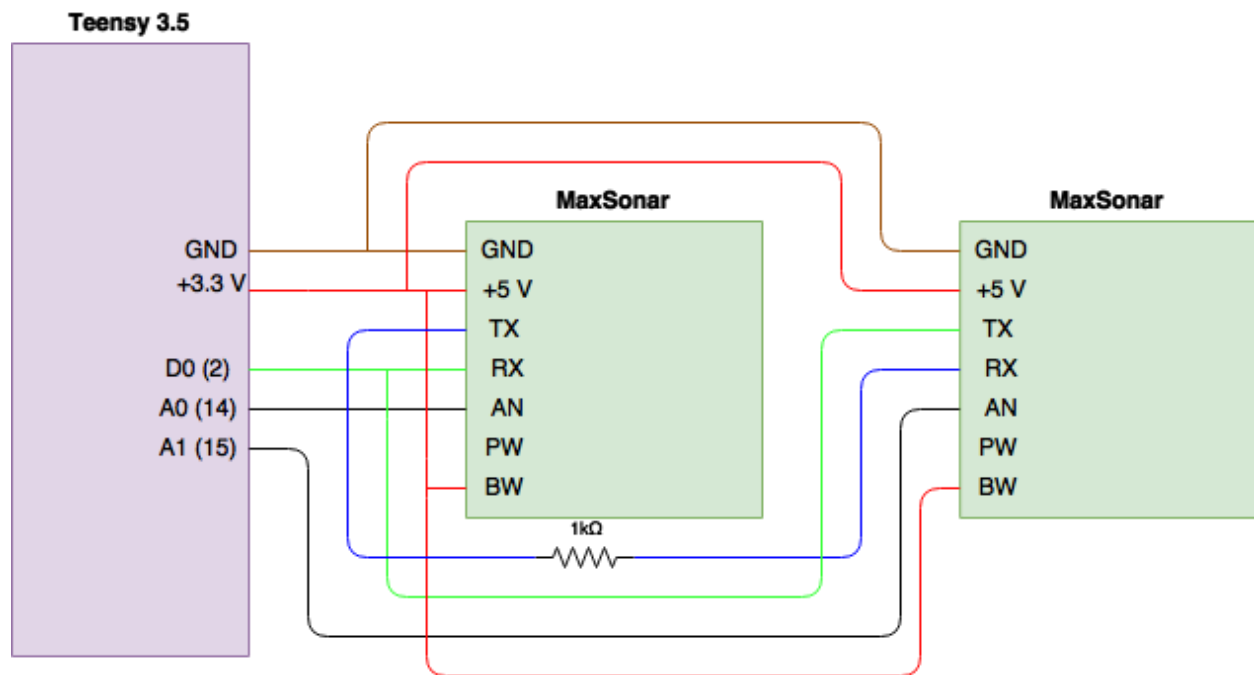 Teensy 3.5
GND
+3.3 V
D0 (2)
A0 (14)
A1 (15)
MaxSonar
GND
+5 V
TX
RX
AN
PW
BW
1kΩ
MaxSonar
GND
+5 V
TX
RX
AN
PW
BW